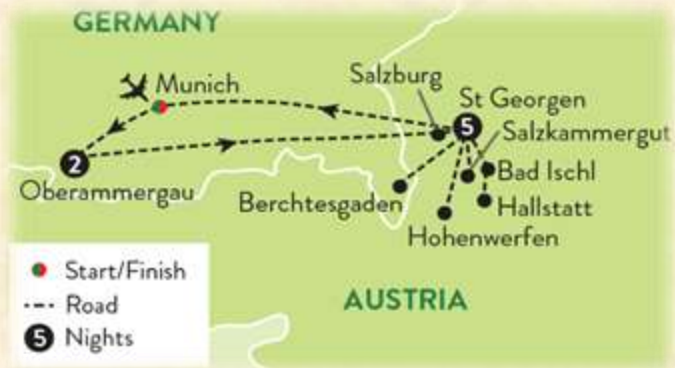 GERMANY
Munich
Salzburg
St Georgen
5
Salzkammergut
2
Bad Ischl
Oberammergau
Berchtesgaden
Hallstatt
Hohenwerfen
Start/Finish
Road
5 Nights
AUSTRIA